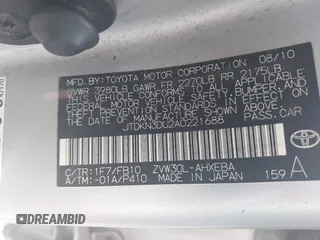 MFD. BY: TOYOTA MOTOR CORPORATION 08/10
GVWR 3980LB GAWR FR 2270LB RR 2175LB
THIS VEHICLE CONFORMS TO ALL APPLICABLE
FEDERAL MOTOR VEHICLE SAFETY, BUMPER, AND
THEFT PREVENTION STANDARDS IN EFFECT ON
THE DATE OF MANUFACTURE SHOWN ABOVE.
JTDKN3DU2A0221688
PASS. CAR
TOYOTA
C/TR: 1F7/FB10 ZVW30L-AHXEBA
A/TM: -01A/P410 MADE IN JAPAN 159 A
DRIVERBID